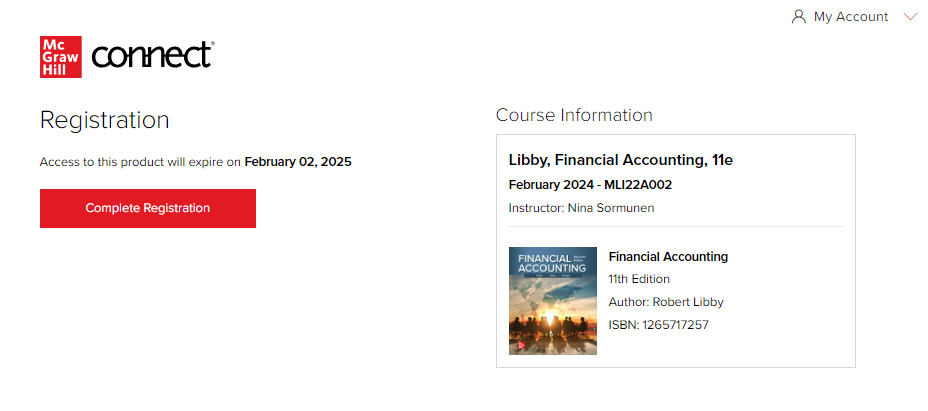 My Account
Mc
Graw
Hill
connect®
Registration
Access to this product will expire on February 02, 2025
Complete Registration
Course Information
Libby, Financial Accounting, 11e
February 2024 - MLI22A002
Instructor: Nina Sormunen
FINANCIAL
ACCOUNTING
Financial Accounting
11th Edition
Author: Robert Libby
ISBN: 1265717257